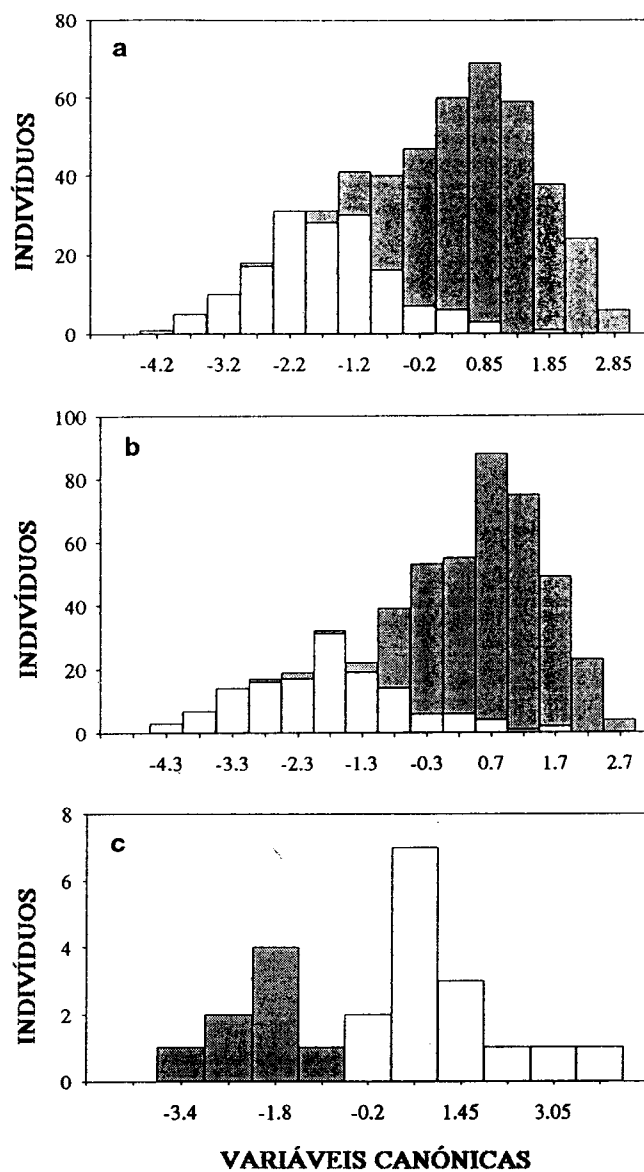 a
INDIVÍDUOS
80
60
40
20
0
-4.2 -3.2 -2.2 -1.2 -0.2 0.85 1.85 2.85
b
INDIVÍDUOS
100
80
60
40
20
0
-4.3 -3.3 -2.3 -1.3 -0.3 0.7 1.7 2.7
c
INDIVÍDUOS
8
6
4
2
0
-3.4 -1.8 -0.2 1.45 3.05
VARIÁVEIS CANÓNICAS